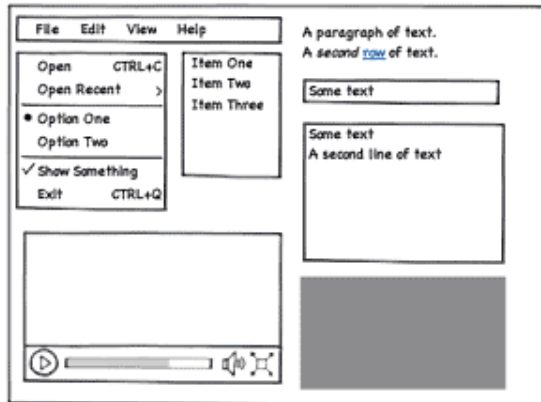 File Edit View Help
Open CTRL+C
Open Recent >
Option One
Option Two
Show Something
Exit CTRL+Q
Item One
Item Two
Item Three
A paragraph of text.
A second row of text.
Some text
Some text
A second line of text